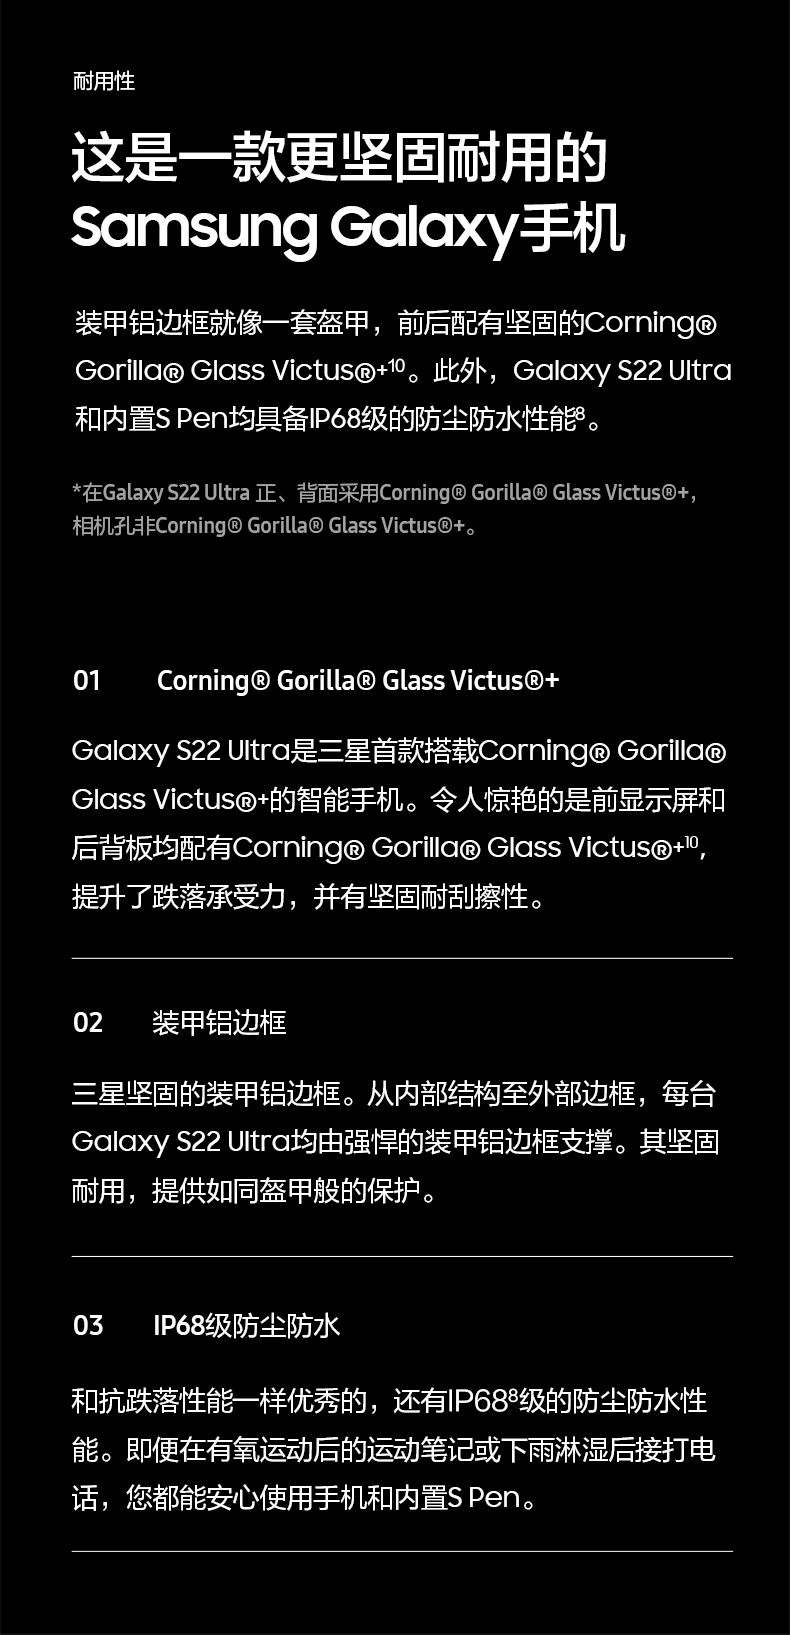 耐用性
这是一款更坚固耐用的
Samsung Galaxy手机
装甲铝边框就像一套盔甲，前后配有坚固的Corning®
Gorilla® Glass Victus®+¹⁰。此外，Galaxy S22 Ultra
和内置S Pen均具备IP68级的防尘防水性能⁸。
*在Galaxy S22 Ultra 正、背面采用Corning® Gorilla® Glass Victus®+，
相机孔非Corning® Gorilla® Glass Victus®+。
01 Corning® Gorilla® Glass Victus®+
Galaxy S22 Ultra是三星首款搭载Corning® Gorilla®
Glass Victus®+的智能手机。令人惊艳的是前显示屏和
后背板均配有Corning® Gorilla® Glass Victus®+¹⁰,
提升了跌落承受力，并有坚固耐刮擦性。
02 装甲铝边框
三星坚固的装甲铝边框。从内部结构至外部边框，每台
Galaxy S22 Ultra均由强悍的装甲铝边框支撑。其坚固
耐用，提供如同盔甲般的保护。
03 IP68级防尘防水
和抗跌落性能一样优秀的，还有IP68⁸级的防尘防水性
能。即便在有氧运动后的运动笔记或下雨淋湿后接打电
话，您都能安心使用手机和内置S Pen。